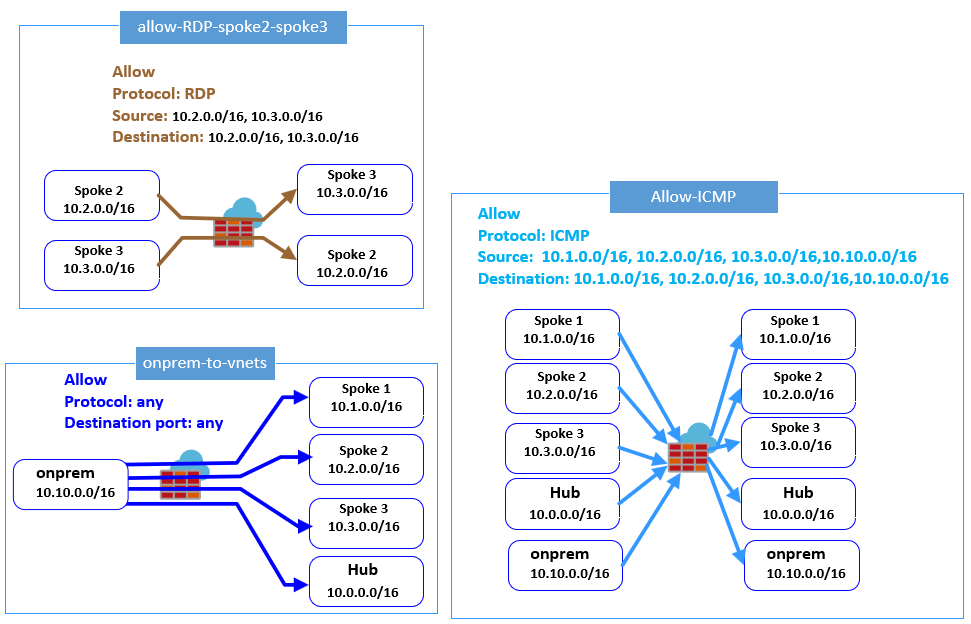 allow-RDP-spoke2-spoke3
Allow
Protocol: RDP
Source: 10.2.0.0/16, 10.3.0.0/16
Destination: 10.2.0.0/16, 10.3.0.0/16
Spoke 2
10.2.0.0/16
Spoke 3
10.3.0.0/16
Spoke 3
10.3.0.0/16
Spoke 2
10.2.0.0/16
onprem-to-vnets
Allow
Protocol: any
Destination port: any
onprem
10.10.0.0/16
Spoke 1
10.1.0.0/16
Spoke 2
10.2.0.0/16
Spoke 3
10.3.0.0/16
Hub
10.0.0.0/16
Allow-ICMP
Allow
Protocol: ICMP
Source: 10.1.0.0/16, 10.2.0.0/16, 10.3.0.0/16,10.10.0.0/16
Destination: 10.1.0.0/16, 10.2.0.0/16, 10.3.0.0/16,10.10.0.0/16
Spoke 1
10.1.0.0/16
Spoke 2
10.2.0.0/16
Spoke 3
10.3.0.0/16
Hub
10.0.0.0/16
onprem
10.10.0.0/16
Spoke 1
10.1.0.0/16
Spoke 2
10.2.0.0/16
Spoke 3
10.3.0.0/16
Hub
10.0.0.0/16
onprem
10.10.0.0/16